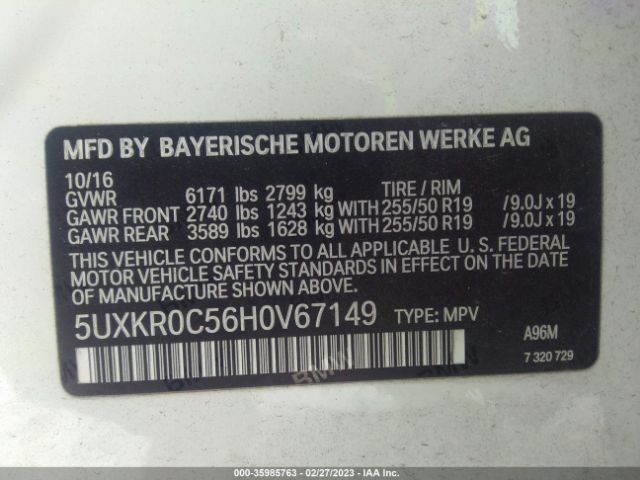 MFD BY BAYERISCHE MOTOREN WERKE AG
10/16
GVWR 6171 lbs 2799 kg TIRE / RIM
GAWR FRONT 2740 lbs 1243 kg WITH 255/50 R19 /9.0J x 19
GAWR REAR 3589 lbs 1628 kg WITH 255/50 R19 /9.0J x 19
THIS VEHICLE CONFORMS TO ALL APPLICABLE U. S. FEDERAL
MOTOR VEHICLE SAFETY STANDARDS IN EFFECT ON THE
DATE OF MANUFACTURE SHOWN ABOVE.
5UXKR0C56H0V67149 TYPE: MPV
A96M
7 320 729
BMW
000-35985763 - 02/27/2023 - IAA Inc.